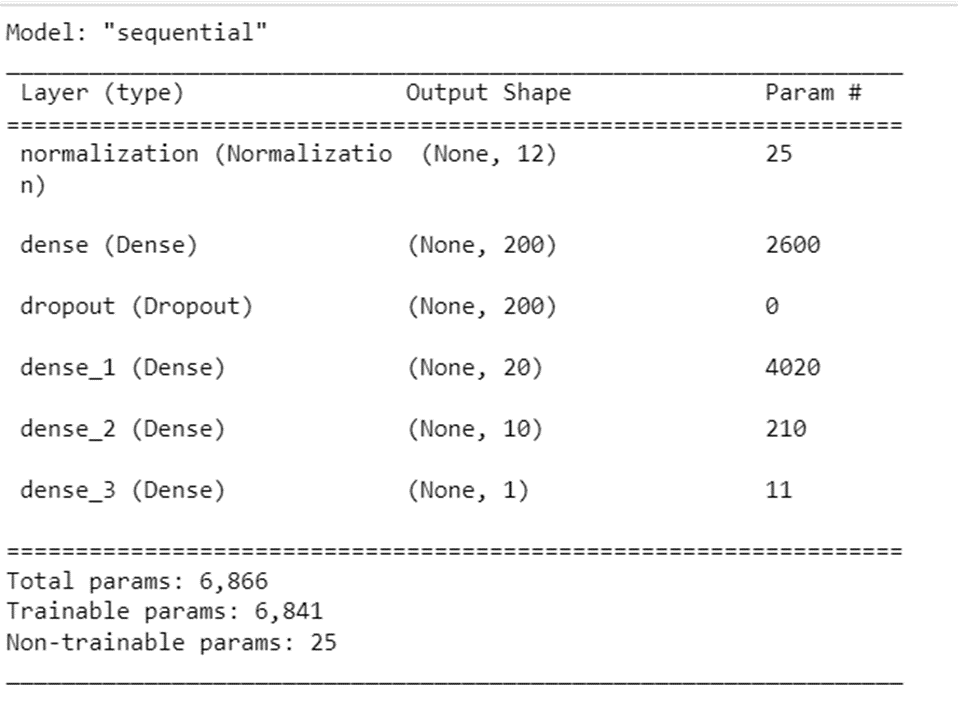 Model: "sequential"
_________________________________________________________________
Layer (type) Output Shape Param #
=================================================================
normalization (Normalizatio (None, 12) 25
n)
dense (Dense) (None, 200) 2600
dropout (Dropout) (None, 200) 0
dense_1 (Dense) (None, 20) 4020
dense_2 (Dense) (None, 10) 210
dense_3 (Dense) (None, 1) 11
=================================================================
Total params: 6,866
Trainable params: 6,841
Non-trainable params: 25
_________________________________________________________________